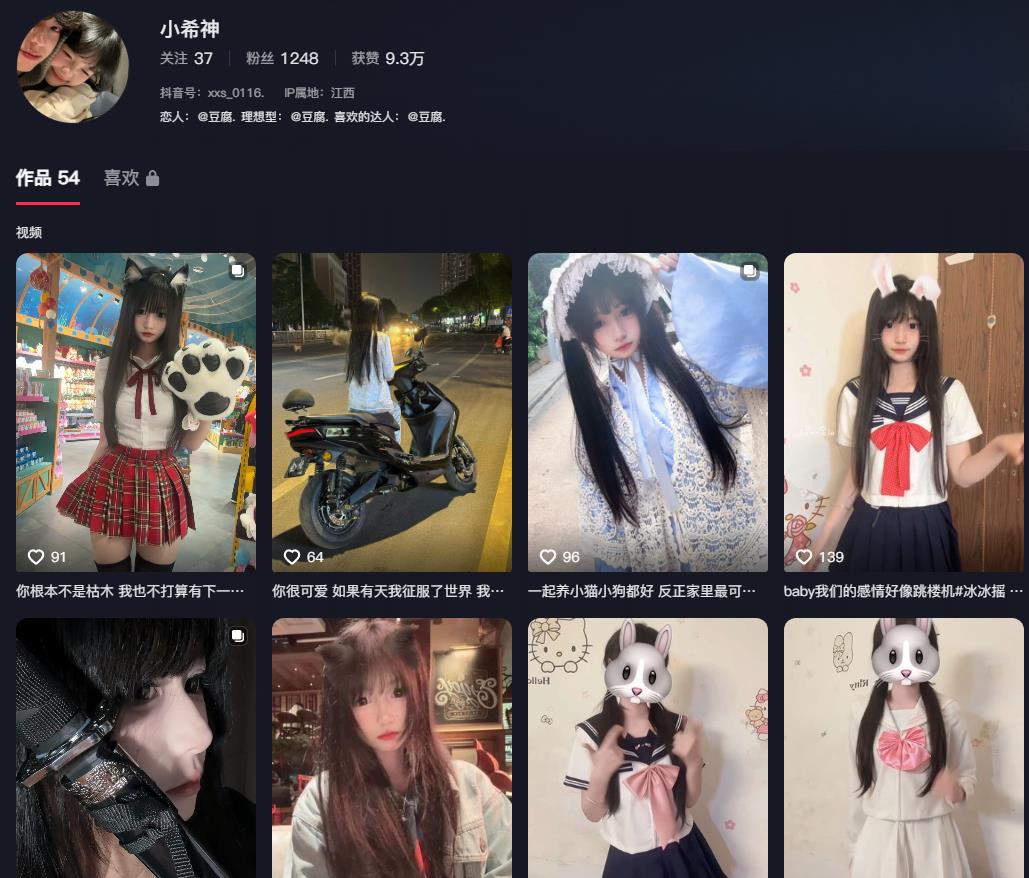 小希神
关注 37 粉丝 1248 获赞 9.3万
抖音号：xxs_0116. IP属地：江西
恋人：@豆腐. 理想型：@豆腐. 喜欢的达人：@豆腐.
作品 54 喜欢
视频
91 64 96 139
你根本不是枯木 我也不打算有下一… 你很可爱 如果有天我征服了世界 我… 一起养小猫小狗都好 反正家里最可… baby我们的感情好像跳楼机#冰冰摇 …
Hello
Kitty